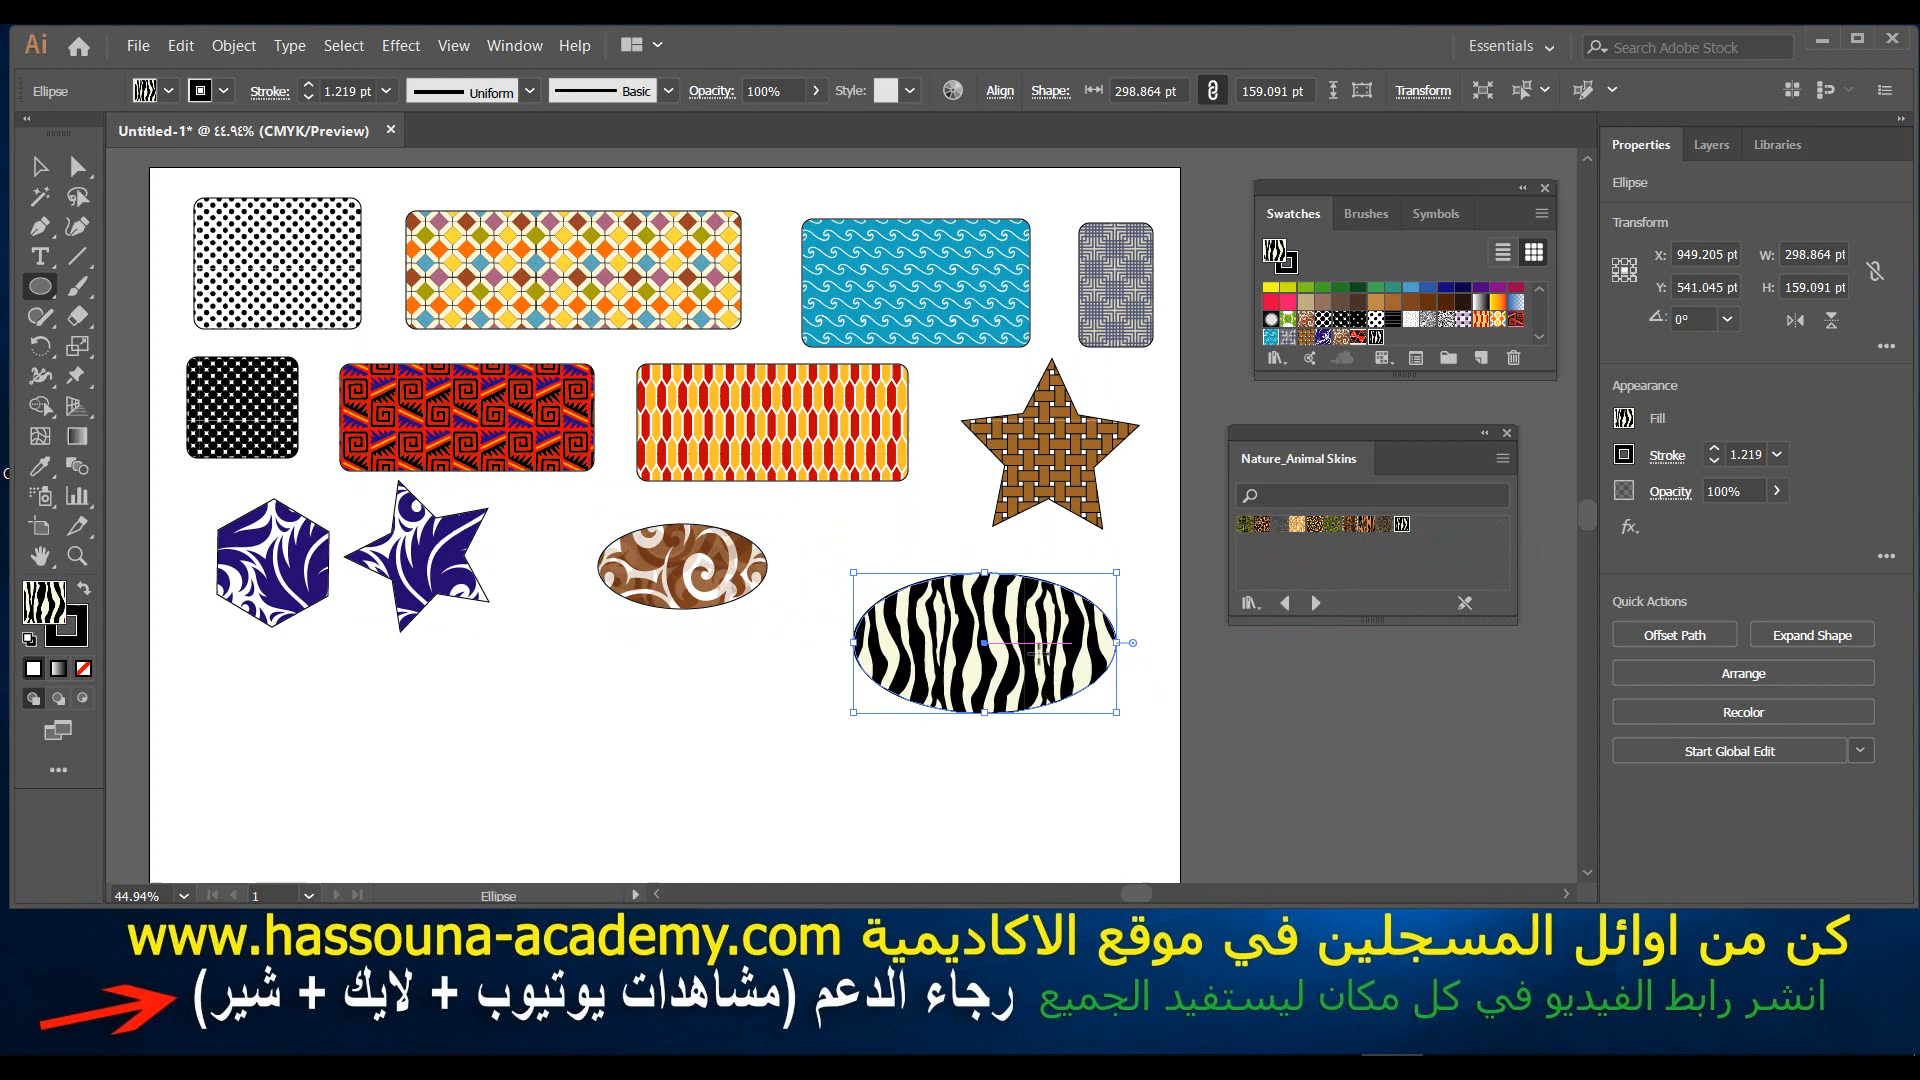 Ai
File Edit Object Type Select Effect View Window Help
Essentials
Search Adobe Stock
Ellipse
Stroke: 1.219 pt
Uniform
Basic
Opacity: 100%
Style:
Align
Shape: 298.864 pt
159.091 pt
Transform
Untitled-1* @ ٤٤.٩٤% (CMYK/Preview)
Swatches Brushes Symbols
Nature_Animal Skins
Properties Layers Libraries
Ellipse
Transform
X: 949.205 pt W: 298.864 pt
Y: 541.045 pt H: 159.091 pt
0°
Appearance
Fill
Stroke 1.219
Opacity 100%
fx.
Quick Actions
Offset Path Expand Shape
Arrange
Recolor
Start Global Edit
44.94% 1 Ellipse
كن من اوائل المسجلين في موقع الاكاديمية www.hassouna-academy.com
انشر رابط الفيديو في كل مكان ليستفيد الجميع رجاء الدعم (مشاهدات يوتيوب + لايك + شير)